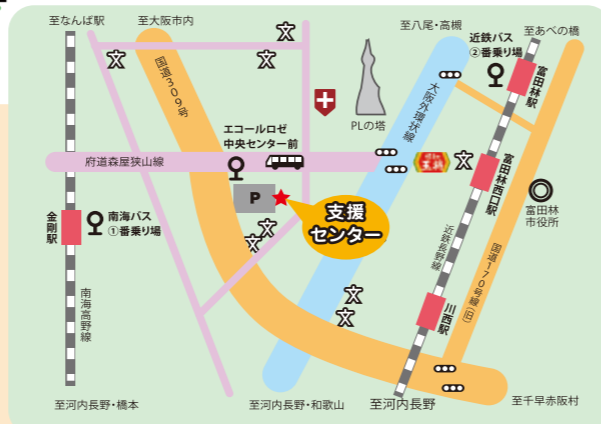 至なんば駅
至大阪市内
至八尾・高槻
至あべの橋
近鉄バス
②番乗り場
富田林駅
国道309号
大阪外環状線
PLの塔
エコールロゼ
中央センター前
府道森屋狭山線
富田林西口駅
P
支援
センター
金剛駅
南海バス
①番乗り場
富田林
市役所
近鉄長野線
国道170号線(旧)
南海高野線
川西駅
至河内長野・橋本
至河内長野・和歌山
至河内長野
至千早赤阪村